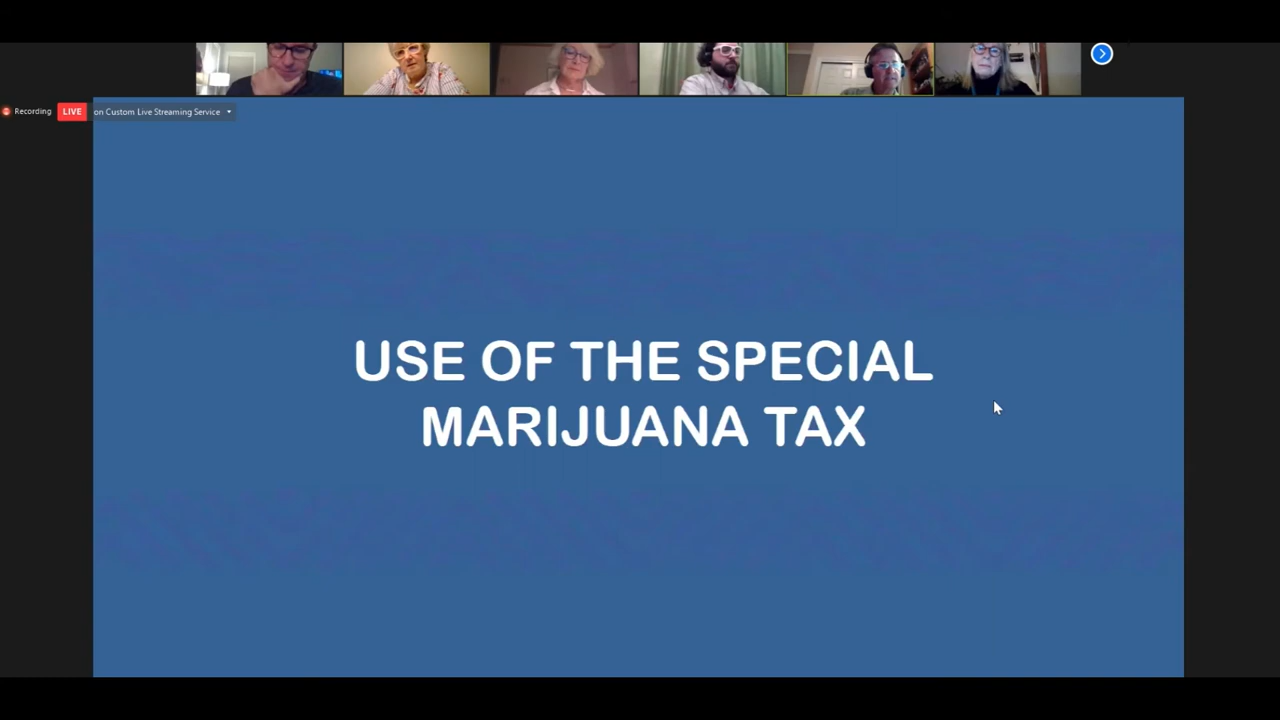 Recording
LIVE
on Custom Live Streaming Service
USE OF THE SPECIAL
MARIJUANA TAX